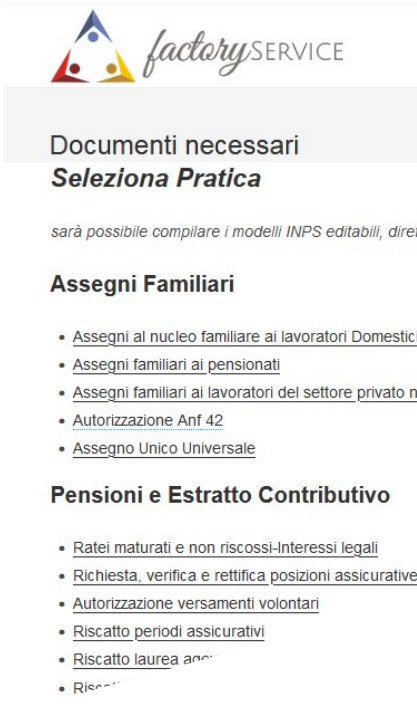 factorySERVICE
Documenti necessari
Seleziona Pratica
sarà possibile compilare i modelli INPS editabili,
Assegni Familiari
• Assegni al nucleo familiare ai lavoratori Domestici
• Assegni familiari ai pensionati
• Assegni familiari ai lavoratori del settore privato
• Autorizzazione Anf 42
• Assegno Unico Universale
Pensioni e Estratto Contributivo
• Ratei maturati e non riscossi-Interessi legali
• Richiesta, verifica e rettifica posizioni assicurative
• Autorizzazione versamenti volontari
• Riscatto periodi assicurativi
• Riscatto laurea